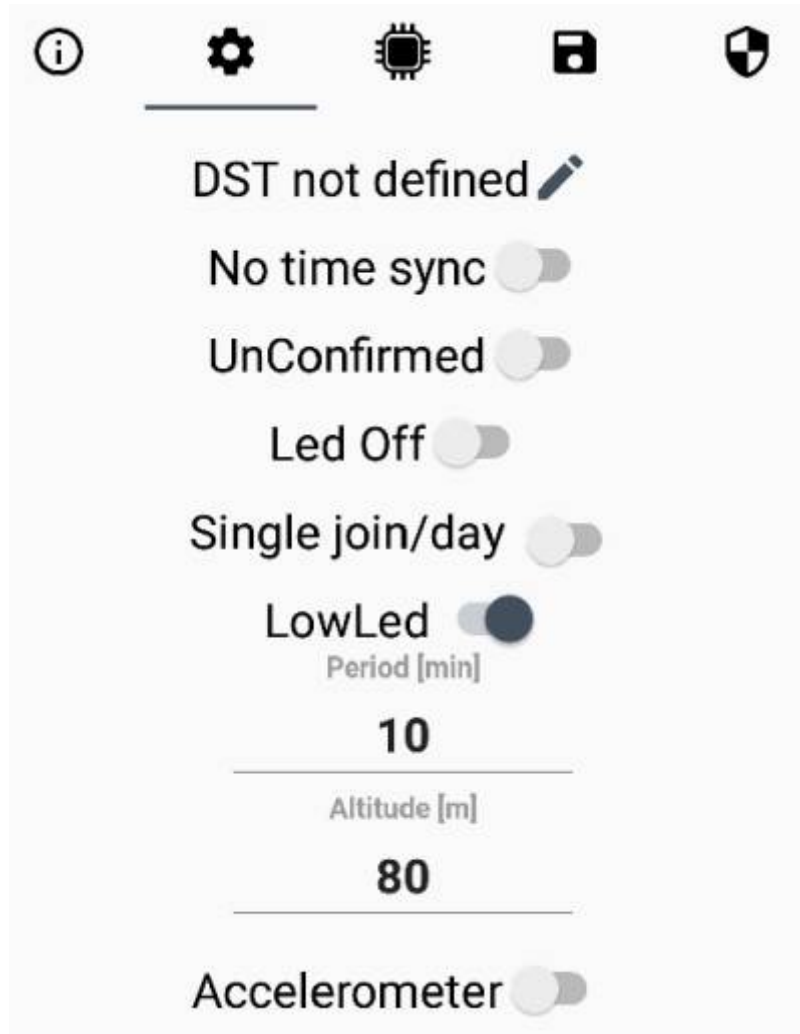 DST not defined
No time sync
UnConfirmed
Led Off
Single join/day
LowLed
Period [min]
10
Altitude [m]
80
Accelerometer